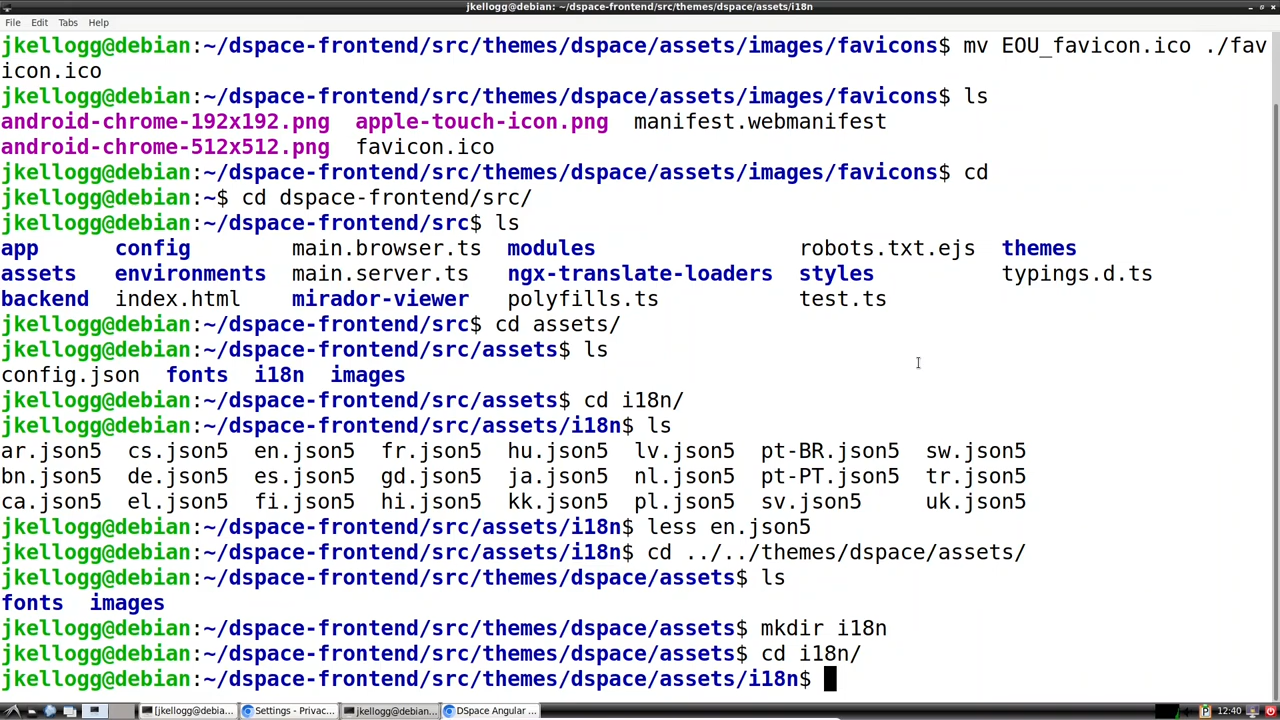 jkellogg@debian: ~/dspace-frontend/src/themes/dspace/assets/i18n
File Edit Tabs Help
jkellogg@debian:~/dspace-frontend/src/themes/dspace/assets/images/favicons$ mv EOU_favicon.ico ./fav
icon.ico
jkellogg@debian:~/dspace-frontend/src/themes/dspace/assets/images/favicons$ ls
android-chrome-192x192.png apple-touch-icon.png manifest.webmanifest
android-chrome-512x512.png favicon.ico
jkellogg@debian:~/dspace-frontend/src/themes/dspace/assets/images/favicons$ cd
jkellogg@debian:~$ cd dspace-frontend/src/
jkellogg@debian:~/dspace-frontend/src$ ls
app config main.browser.ts modules robots.txt.ejs themes
assets environments main.server.ts ngx-translate-loaders styles typings.d.ts
backend index.html mirador-viewer polyfills.ts test.ts
jkellogg@debian:~/dspace-frontend/src$ cd assets/
jkellogg@debian:~/dspace-frontend/src/assets$ ls
config.json fonts i18n images
jkellogg@debian:~/dspace-frontend/src/assets$ cd i18n/
jkellogg@debian:~/dspace-frontend/src/assets/i18n$ ls
ar.json5 cs.json5 en.json5 fr.json5 hu.json5 lv.json5 pt-BR.json5 sw.json5
bn.json5 de.json5 es.json5 gd.json5 ja.json5 nl.json5 pt-PT.json5 tr.json5
ca.json5 el.json5 fi.json5 hi.json5 kk.json5 pl.json5 sv.json5 uk.json5
jkellogg@debian:~/dspace-frontend/src/assets/i18n$ less en.json5
jkellogg@debian:~/dspace-frontend/src/assets/i18n$ cd ../../themes/dspace/assets/
jkellogg@debian:~/dspace-frontend/src/themes/dspace/assets$ ls
fonts images
jkellogg@debian:~/dspace-frontend/src/themes/dspace/assets$ mkdir i18n
jkellogg@debian:~/dspace-frontend/src/themes/dspace/assets$ cd i18n/
jkellogg@debian:~/dspace-frontend/src/themes/dspace/assets/i18n$
[jkellogg@debia... Settings - Privac... jkellogg@debian... DSpace Angular ... 12:40